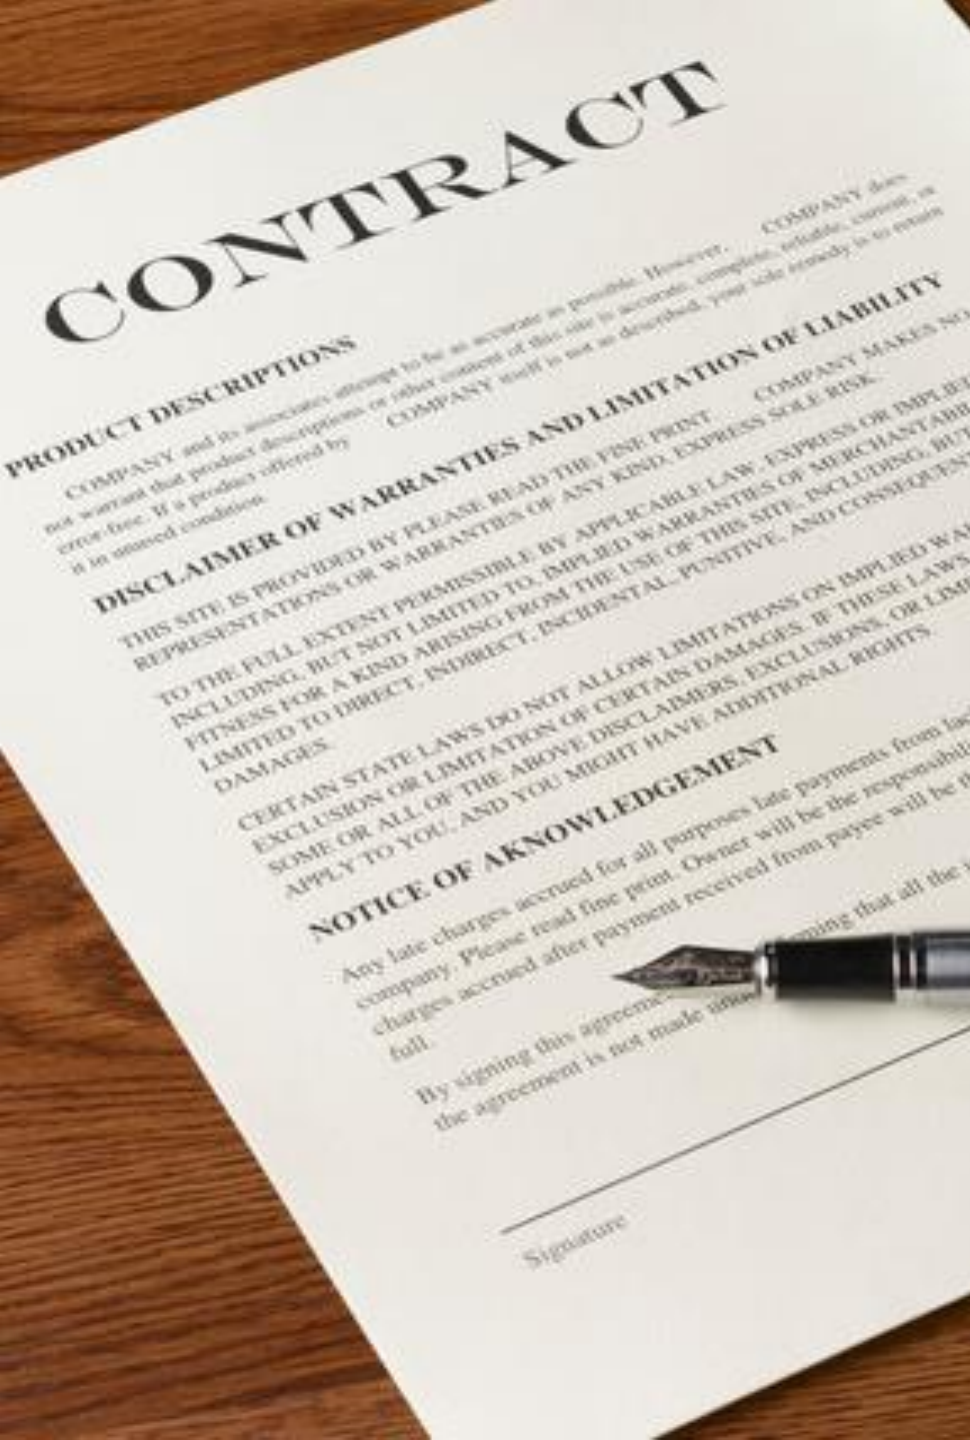 CONTRACT
PRODUCT DESCRIPTIONS
COMPANY and its associates attempt to be as accurate as possible. However, COMPANY does
not warrant that product descriptions or other content of this site is accurate, complete, reliable, current, or
error-free. If a product offered by COMPANY itself is not as described, your sole remedy is to return
it in unused condition.
DISCLAIMER OF WARRANTIES AND LIMITATION OF LIABILITY
THIS SITE IS PROVIDED BY PLEASE READ THE FINE PRINT COMPANY MAKES NO
REPRESENTATIONS OR WARRANTIES OF ANY KIND, EXPRESS SOLE RISK.
TO THE FULL EXTENT PERMISSIBLE BY APPLICABLE LAW, EXPRESS OR IMPLIED
INCLUDING, BUT NOT LIMITED TO, IMPLIED WARRANTIES OF
FITNESS FOR A KIND ARISING FROM THE USE OF THIS SITE, INCLUDING, BUT
LIMITED TO DIRECT, INDIRECT, INCIDENTAL, PUNITIVE, AND
DAMAGES.
CERTAIN STATE LAWS DO NOT ALLOW LIMITATIONS ON IMPLIED
EXCLUSION OR LIMITATION OF CERTAIN DAMAGES. IF THESE LAWS
SOME OR ALL OF THE ABOVE DISCLAIMERS, EXCLUSIONS, OR
APPLY TO YOU, AND YOU MIGHT HAVE ADDITIONAL RIGHTS
NOTICE OF AKNOWLEDGEMENT
Any late charges accrued for all purposes late payments from
company. Please read fine print. Owner will be the
charges accrued after payment received from payee will be
full.
By signing this that all the
the agreement is not made
Signature